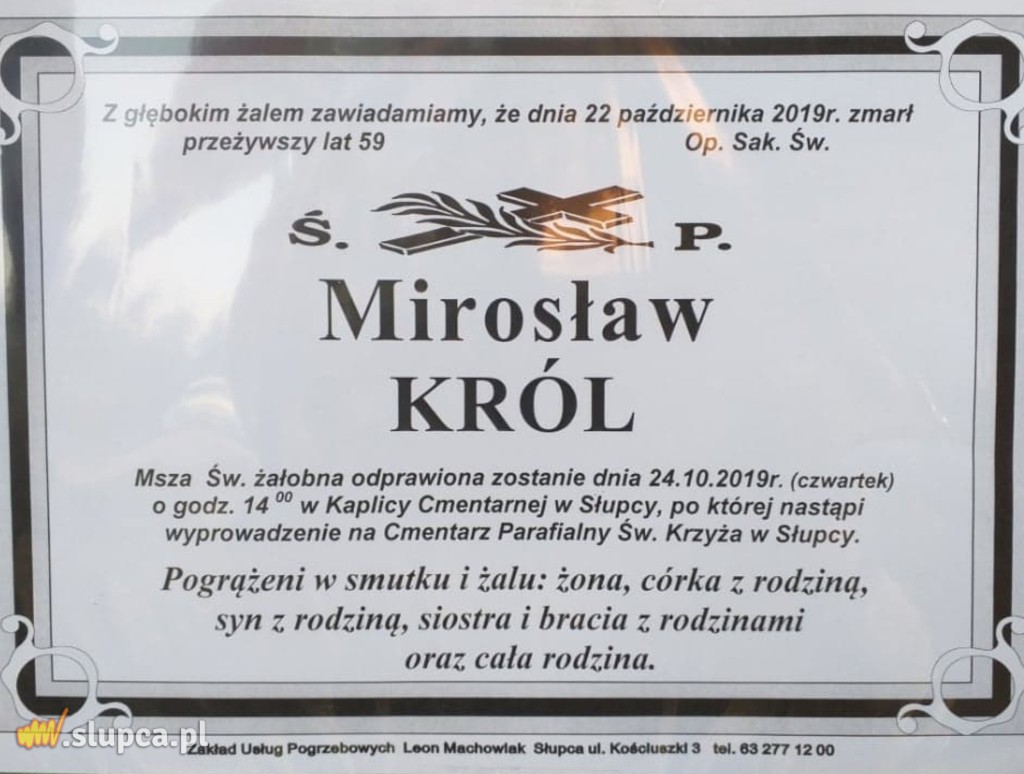 Z głębokim żalem zawiadamiamy, że dnia 22 października 2019r. zmarł
przeżywszy lat 59 Op. Sak. Św.
Ś. P.
Mirosław
KRÓL
Msza Św. żałobna odprawiona zostanie dnia 24.10.2019r. (czwartek)
o godz. 14 00 w Kaplicy Cmentarnej w Słupcy, po której nastąpi
wyprowadzenie na Cmentarz Parafialny Św. Krzyża w Słupcy.
Pogrążeni w smutku i żalu: żona, córka z rodziną,
syn z rodziną, siostra i bracia z rodzinami
oraz cała rodzina.
.slupca.pl
Zakład Usług Pogrzebowych Leon Machowiak Słupca ul. Kościuszki 3 tel. 63 277 12 00